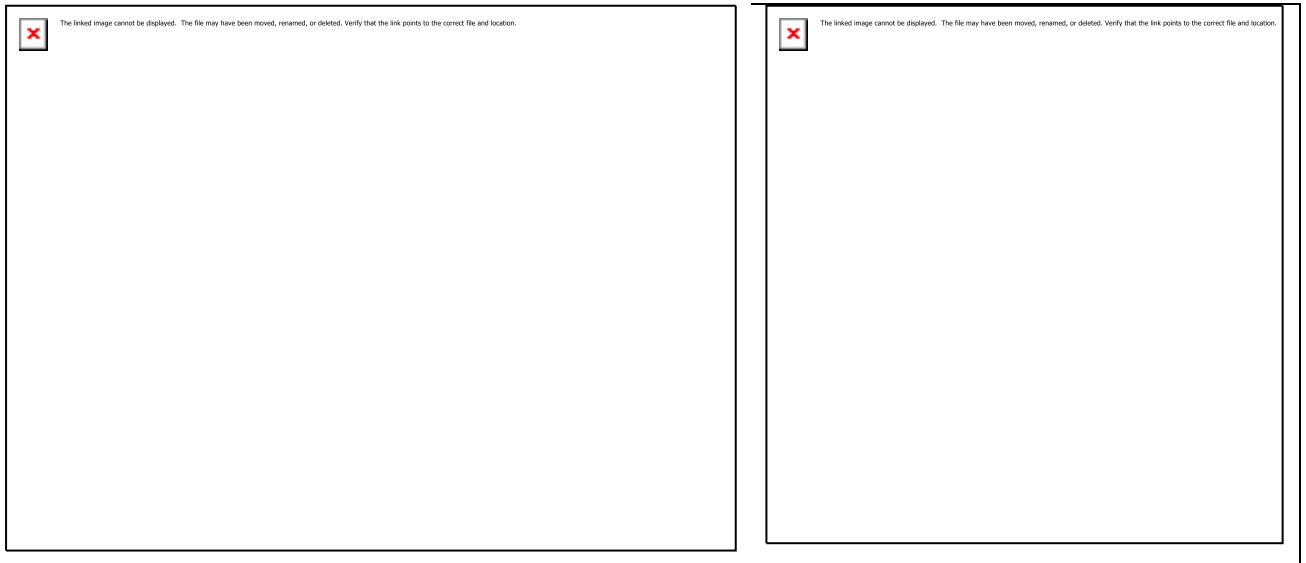 The linked image cannot be displayed.  The file may have been moved, renamed, or deleted. Verify that the link points to the correct file and location.
The linked image cannot be displayed.  The file may have been moved, renamed, or deleted. Verify that the link points to the correct file and location.